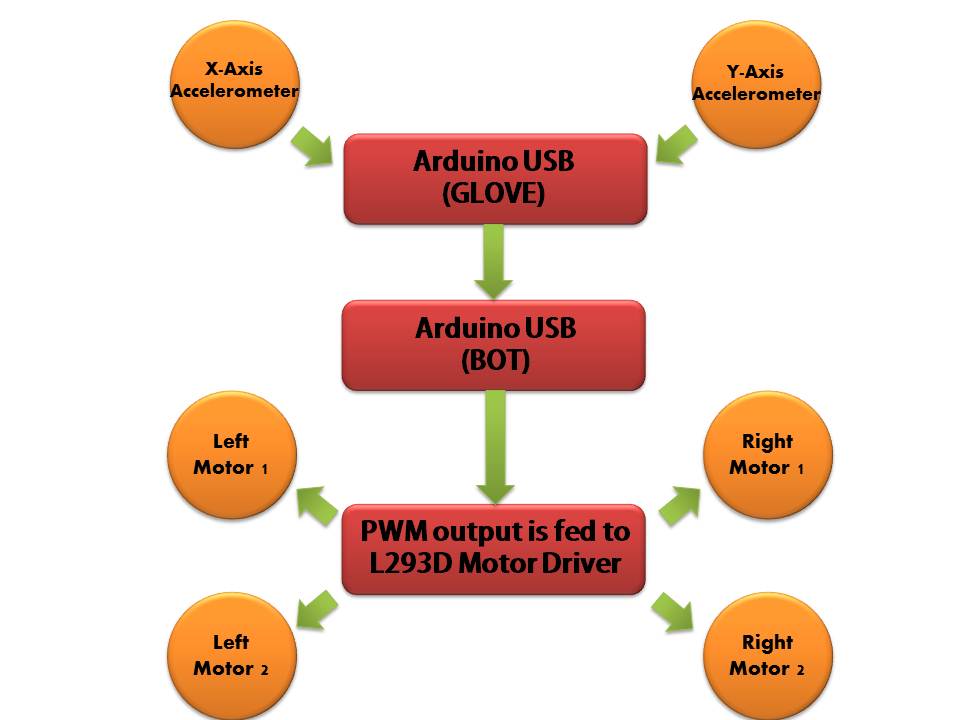 X-Axis
Accelerometer
Y-Axis
Accelerometer
Arduino USB
(GLOVE)
Arduino USB
(BOT)
Left
Motor 1
Right
Motor 1
PWM output is fed to
L293D Motor Driver
Left
Motor 2
Right
Motor 2